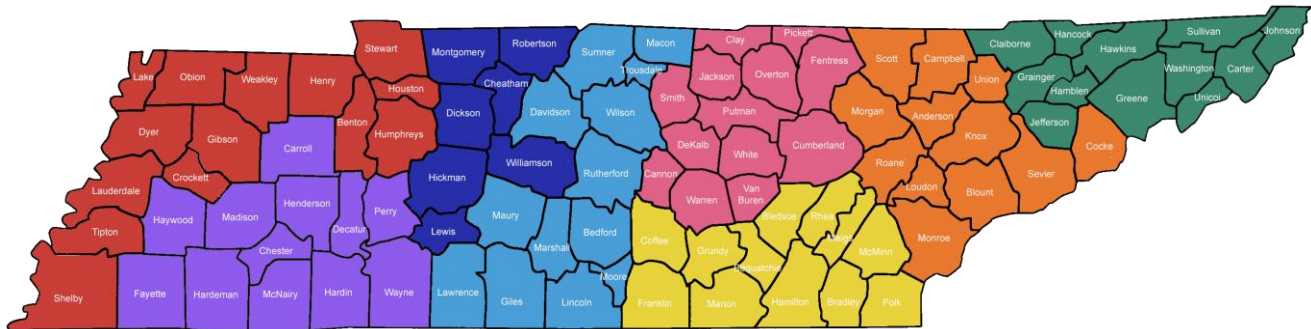 Stewart
Montgomery
Robertson
Sumner
Macon
Clay
Pickett
Hancock
Sullivan
Johnson
Lake
Obion
Weakley
Henry
Houston
Cheatham
Trousdale
Jackson
Overton
Fentress
Scott
Campbell
Claiborne
Hawkins
Union
Grainger
Washington
Carter
Smith
Hamblen
Greene
Unicoi
Dyer
Gibson
Benton
Humphreys
Dickson
Davidson
Wilson
Putman
Morgan
Anderson
Jefferson
Knox
Carroll
DeKalb
White
Cumberland
Roane
Cocke
Crockett
Williamson
Rutherford
Cannon
Loudon
Blount
Sevier
Lauderdale
Haywood
Madison
Henderson
Decatur
Perry
Hickman
Maury
Warren
Van
Buren
Bledsoe
Rhea
Tipton
Chester
Lewis
Marshall
Bedford
Coffee
Grundy
McMinn
Monroe
Shelby
Fayette
Hardeman
McNairy
Hardin
Wayne
Lawrence
Giles
Lincoln
Moore
Franklin
Marion
Hamilton
Bradley
Polk